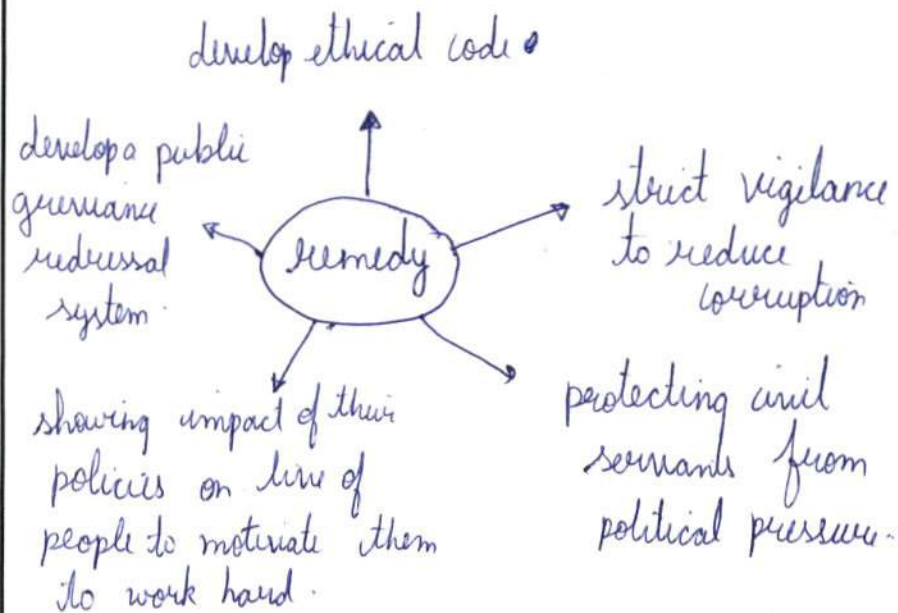 develop ethical code
develop a public
grievance
redressal
system.
remedy
strict vigilance
to reduce
corruption
showing impact of their
policies on live of
people to motivate them
to work hard.
protecting civil
servants from
political pressure.